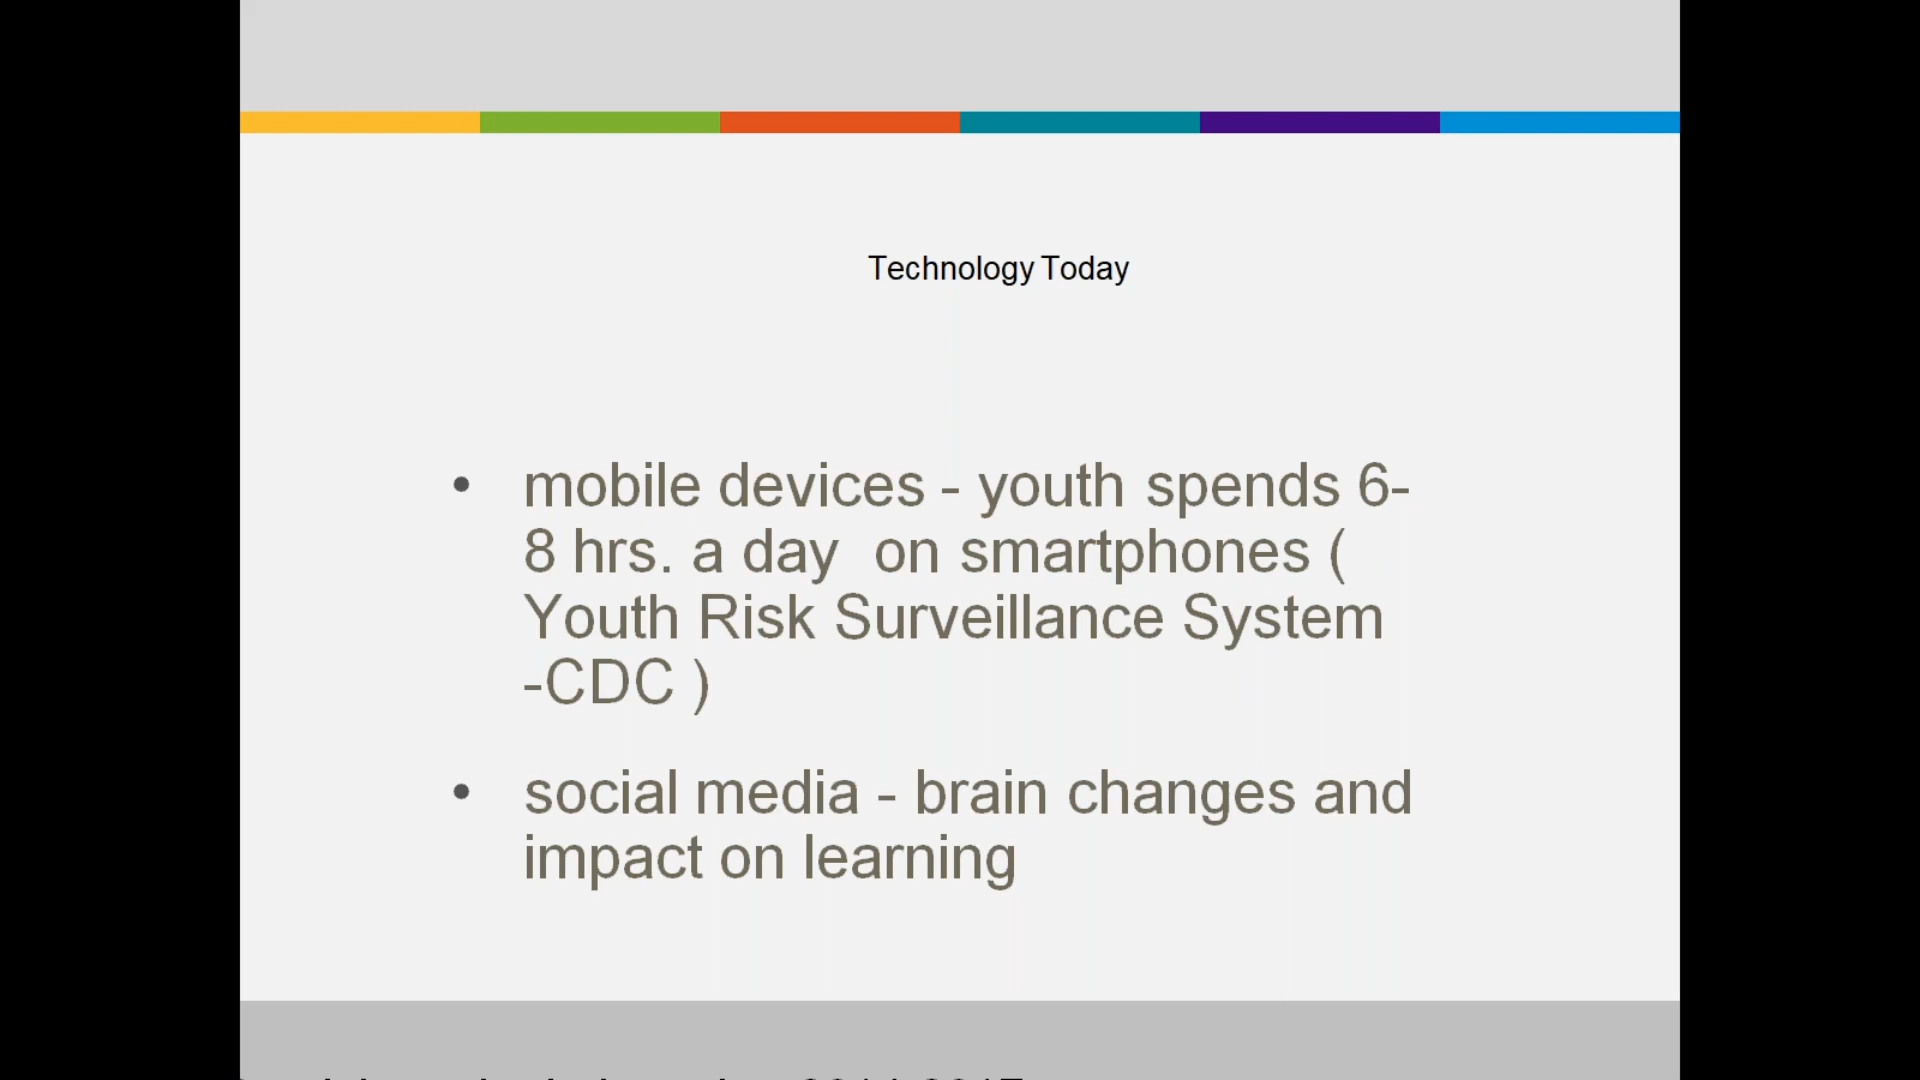 Technology Today
• mobile devices - youth spends 6-
8 hrs. a day  on smartphones (
Youth Risk Surveillance System
-CDC )
• social media - brain changes and
impact on learning